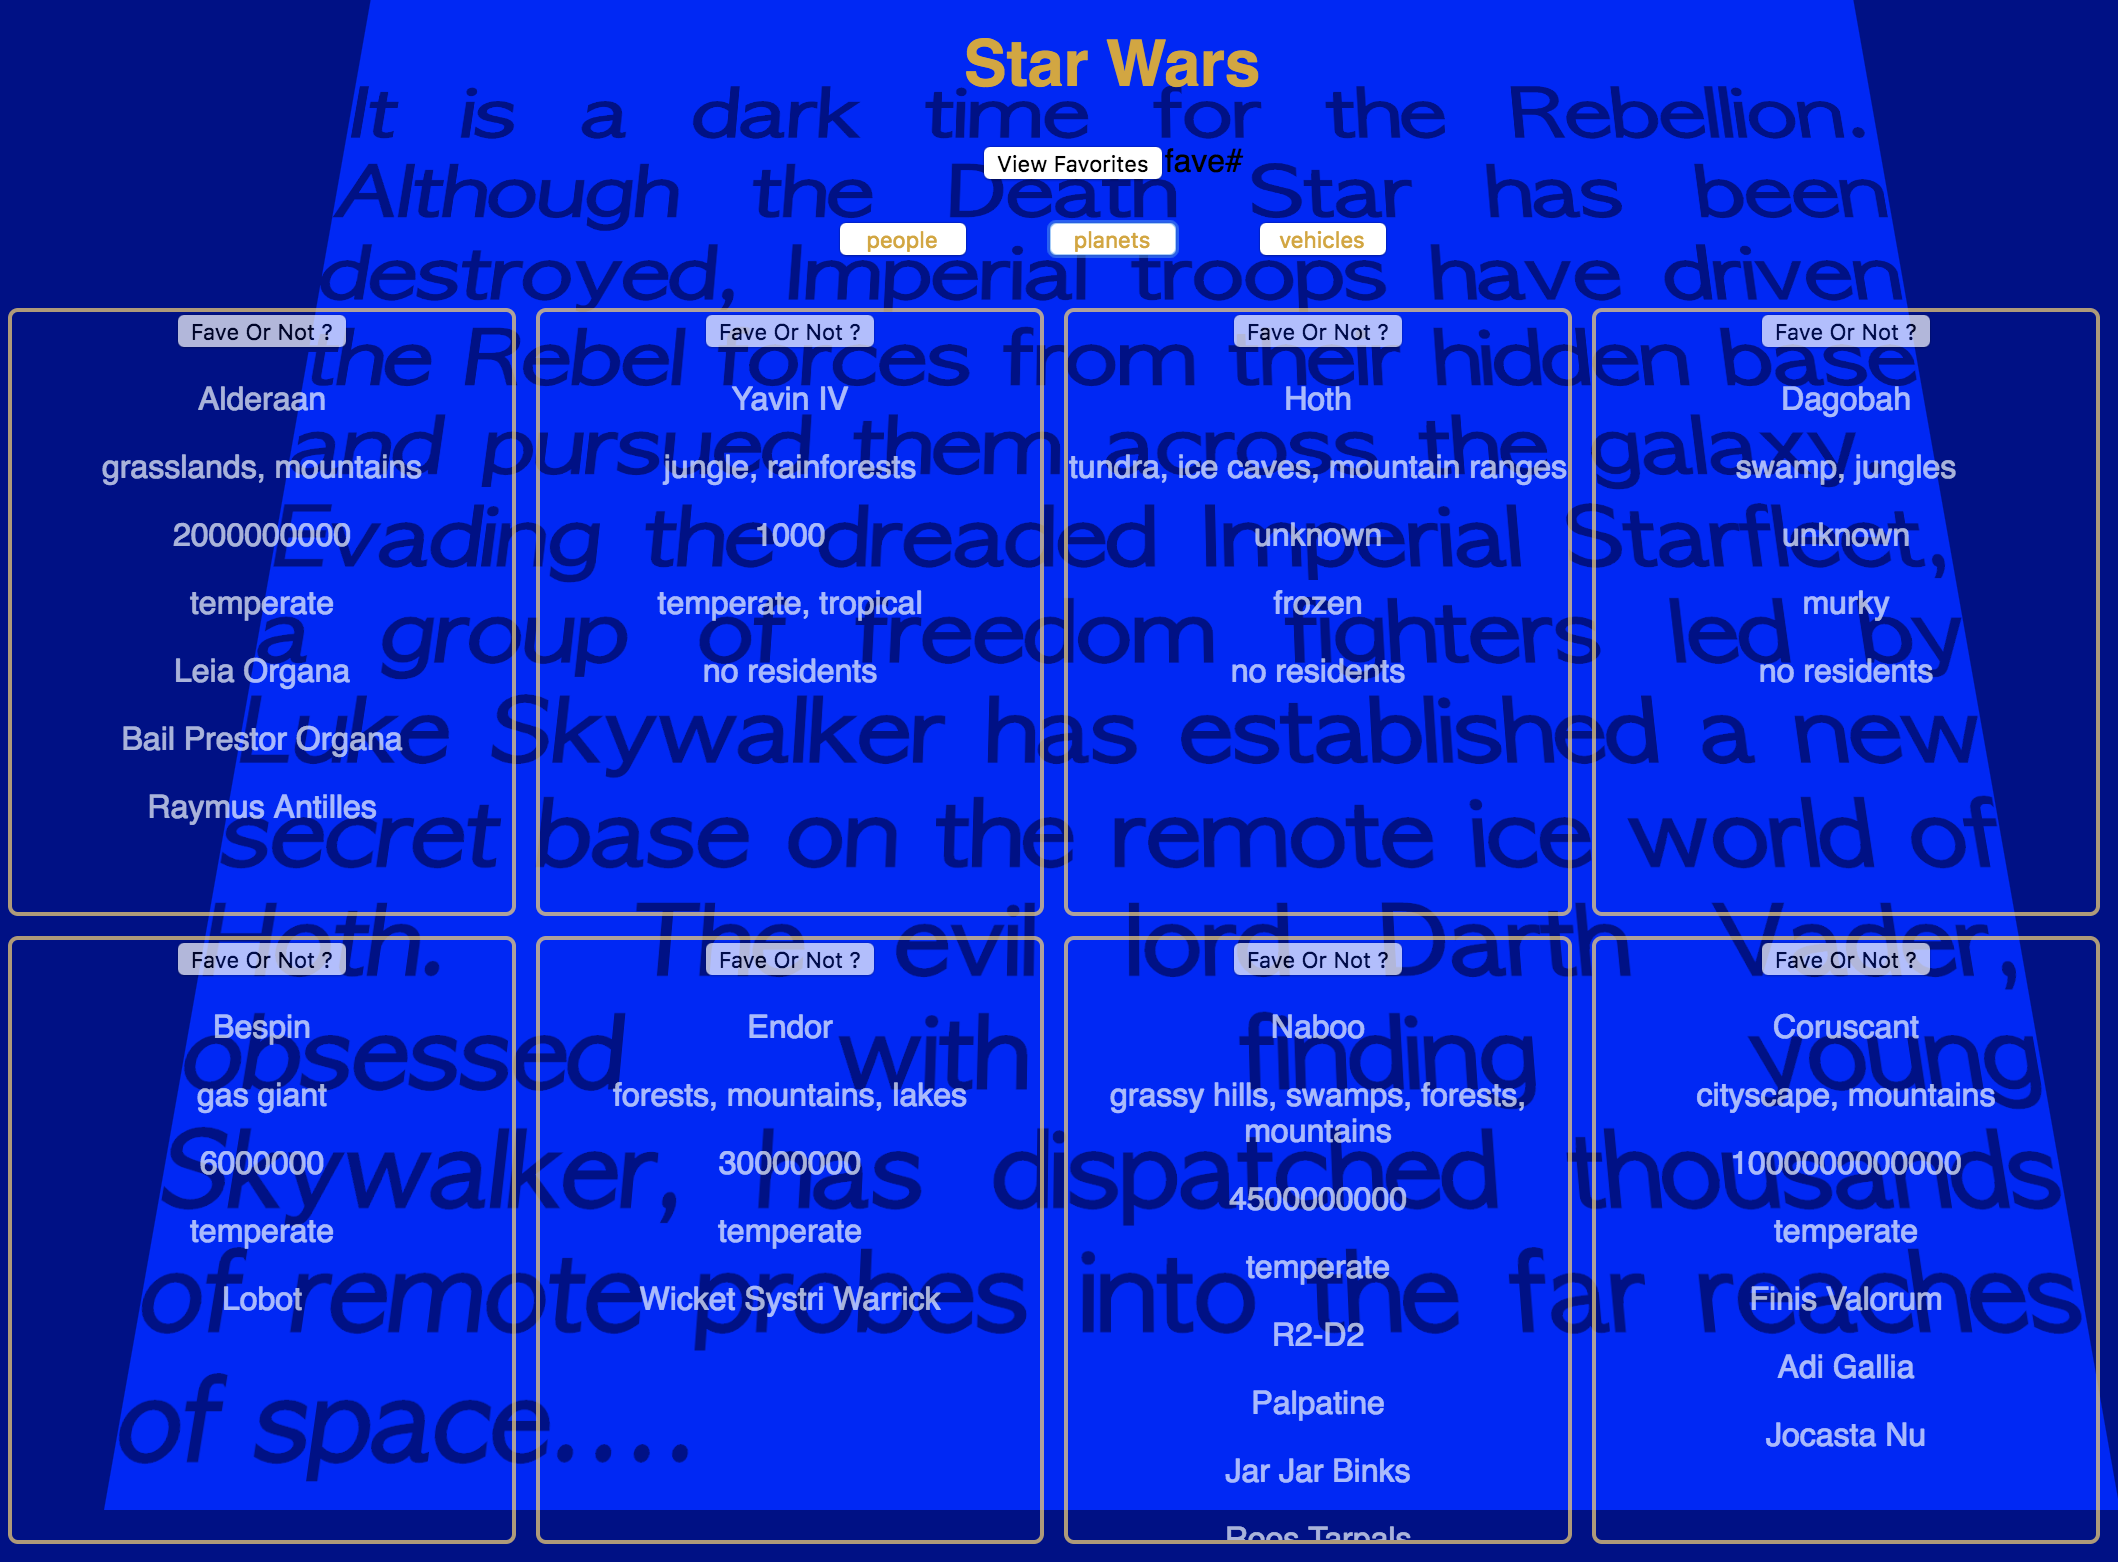 Star Wars
It is a dark time for the Rebellion.
View Favorites fave#
Although the Death Star has been
people planets vehicles
destroyed, Imperial troops have driven
Fave Or Not ? Fave Or Not ? Fave Or Not ? Fave Or Not ?
the Rebel forces from their hidden base
Alderaan Yavin IV Hoth Dagobah
and pursued them across the galaxy.
grasslands, mountains jungle, rainforests tundra, ice caves, mountain ranges swamp, jungles
Evading the dreaded Imperial Starfleet,
2000000000 1000 unknown unknown
temperate temperate, tropical frozen murky
a group of freedom fighters led by
Leia Organa no residents no residents no residents
Luke Skywalker has established a new
Bail Prestor Organa
Raymus Antilles
secret base on the remote ice world of
Hoth. The evil lord Darth Vader,
Fave Or Not ? Fave Or Not ? Fave Or Not ? Fave Or Not ?
Bespin Endor Naboo Coruscant
obsessed with finding young
gas giant forests, mountains, lakes grassy hills, swamps, forests, cityscape, mountains
mountains
6000000 30000000 1000000000000
Skywalker, has dispatched thousands
4500000000
temperate temperate temperate
temperate
Lobot Wicket Systri Warrick Finis Valorum
of remote probes into the far reaches
R2-D2
Adi Gallia
Palpatine
of space....
Jocasta Nu
Jar Jar Binks
Roos Tarpals